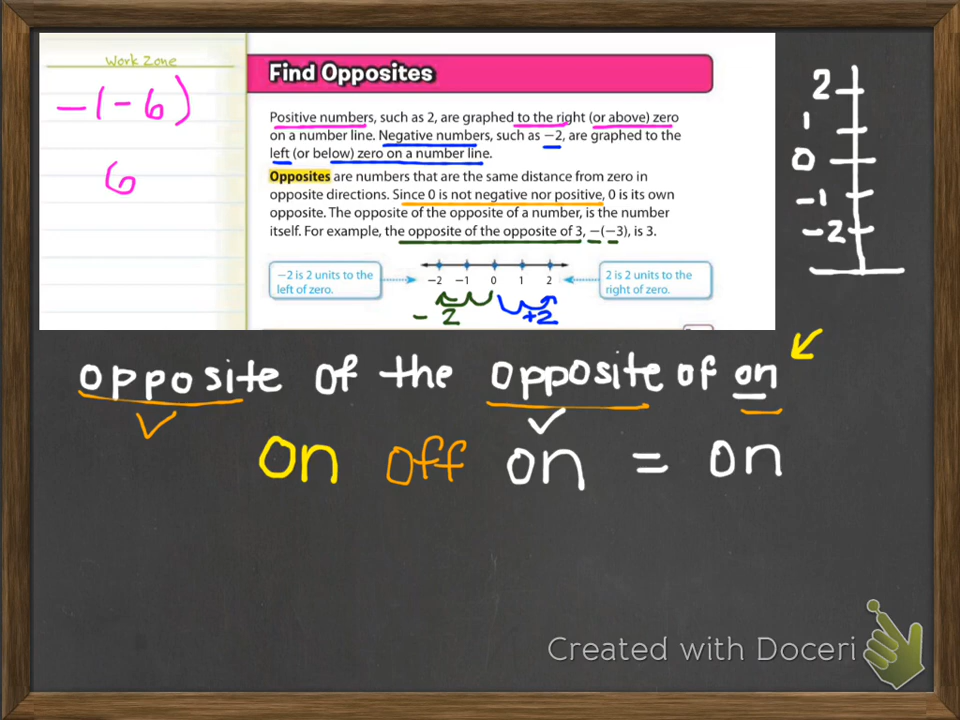 Work Zone
-(-6)
6
Find Opposites
Positive numbers, such as 2, are graphed to the right (or above) zero
on a number line. Negative numbers, such as −2, are graphed to the
left (or below) zero on a number line.
Opposites are numbers that are the same distance from zero in
opposite directions. Since 0 is not negative nor positive, 0 is its own
opposite. The opposite of the opposite of a number, is the number
itself. For example, the opposite of the opposite of 3, −(−3), is 3.
−2 is 2 units to the
left of zero.
−2 −1 0 1 2
2 is 2 units to the
right of zero.
-2 +2
2
1
0
-1
-2
opposite of the opposite of on
on off on = on
Created with Doceri